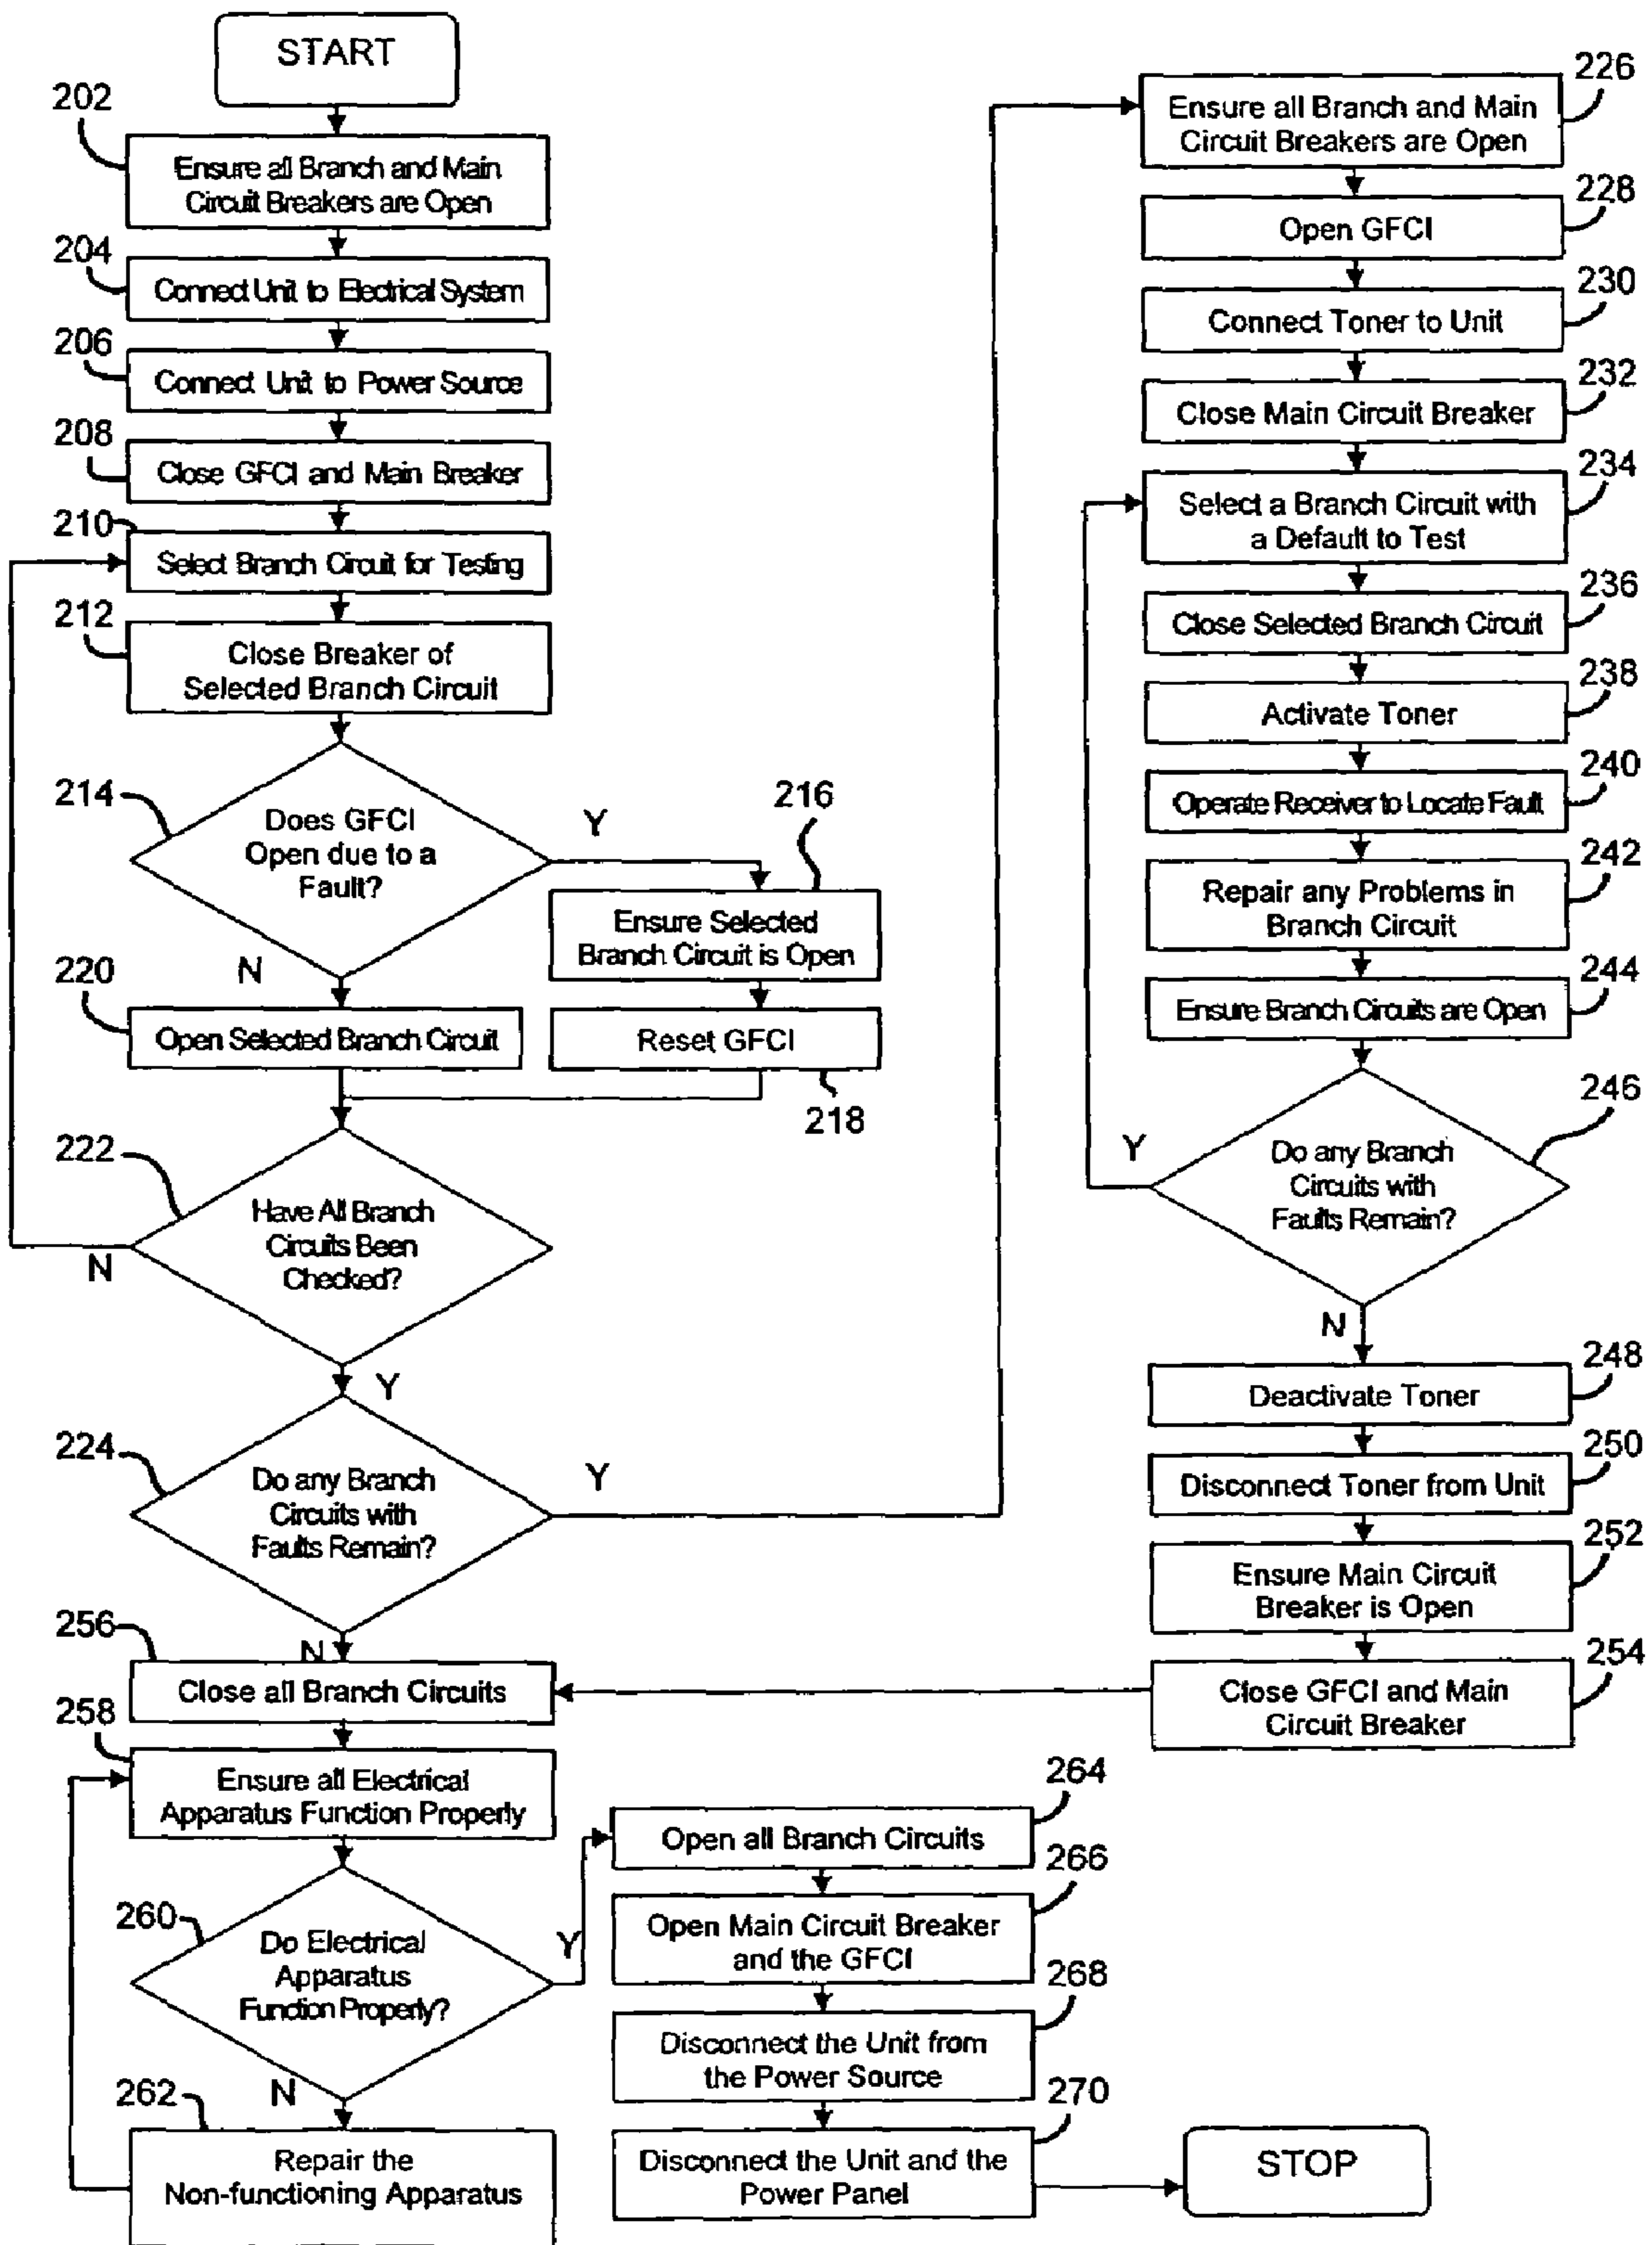 START
202
Ensure all Branch and Main
Circuit Breakers are Open
204
Connect Unit to Electrical System
206
Connect Unit to Power Source
208
Close GFCI and Main Breaker
210
Select Branch Circuit for Testing
212
Close Breaker of
Selected Branch Circuit
214
Does GFCI
Open due to a
Fault?
Y
N
216
Ensure Selected
Branch Circuit is Open
Reset GFCI
218
220
Open Selected Branch Circuit
222
Have All Branch
Circuits Been
Checked?
N
Y
224
Do any Branch
Circuits with
Faults Remain?
Y
N
226
Ensure all Branch and Main
Circuit Breakers are Open
228
Open GFCI
230
Connect Toner to Unit
232
Close Main Circuit Breaker
234
Select a Branch Circuit with
a Default to Test
236
Close Selected Branch Circuit
238
Activate Toner
240
Operate Receiver to Locate Fault
242
Repair any Problems in
Branch Circuit
244
Ensure Branch Circuits are Open
246
Do any Branch
Circuits with
Faults Remain?
Y
N
248
Deactivate Toner
250
Disconnect Toner from Unit
252
Ensure Main Circuit
Breaker is Open
254
Close GFCI and Main
Circuit Breaker
256
Close all Branch Circuits
258
Ensure all Electrical
Apparatus Function Properly
260
Do Electrical
Apparatus
Function Properly?
Y
N
262
Repair the
Non-functioning Apparatus
264
Open all Branch Circuits
266
Open Main Circuit Breaker
and the GFCI
268
Disconnect the Unit from
the Power Source
270
Disconnect the Unit and the
Power Panel
STOP